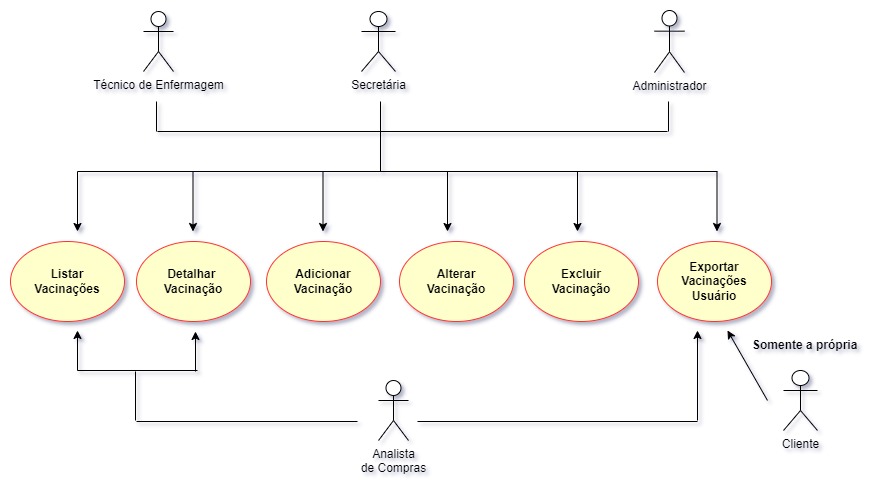 Técnico de Enfermagem
Secretária
Administrador
Listar
Vacinações
Detalhar
Vacinação
Adicionar
Vacinação
Alterar
Vacinação
Excluir
Vacinação
Exportar
Vacinações
Usuário
Somente a própria
Analista
de Compras
Cliente